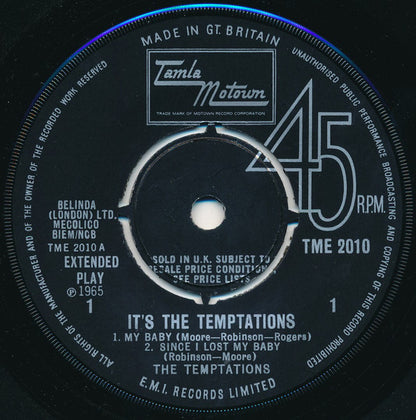 MADE IN GT. BRITAIN
UNAUTHORISED PUBLIC PERFORMANCE BROADCASTING AND COPYING OF THIS RECORD PROHIBITED
ALL RIGHTS OF THE MANUFACTURER AND OF THE OWNER OF THE RECORDED WORK RESERVED
Tamla
Motown
TRADE MARK OF MOTOWN RECORD CORPORATION
45
R.P.M.
BELINDA
(LONDON) LTD.
MECOLICO
BIEM/NCB
TME 2010 A
EXTENDED
PLAY
℗ 1965
1
TME 2010
SOLD IN U.K. SUBJECT TO
RESALE PRICE CONDITIONS
SEE PRICE LISTS
1
IT'S THE TEMPTATIONS
1. MY BABY (Moore—Robinson—Rogers)
2. SINCE I LOST MY BABY
(Robinson—Moore)
THE TEMPTATIONS
E.M.I. RECORDS LIMITED